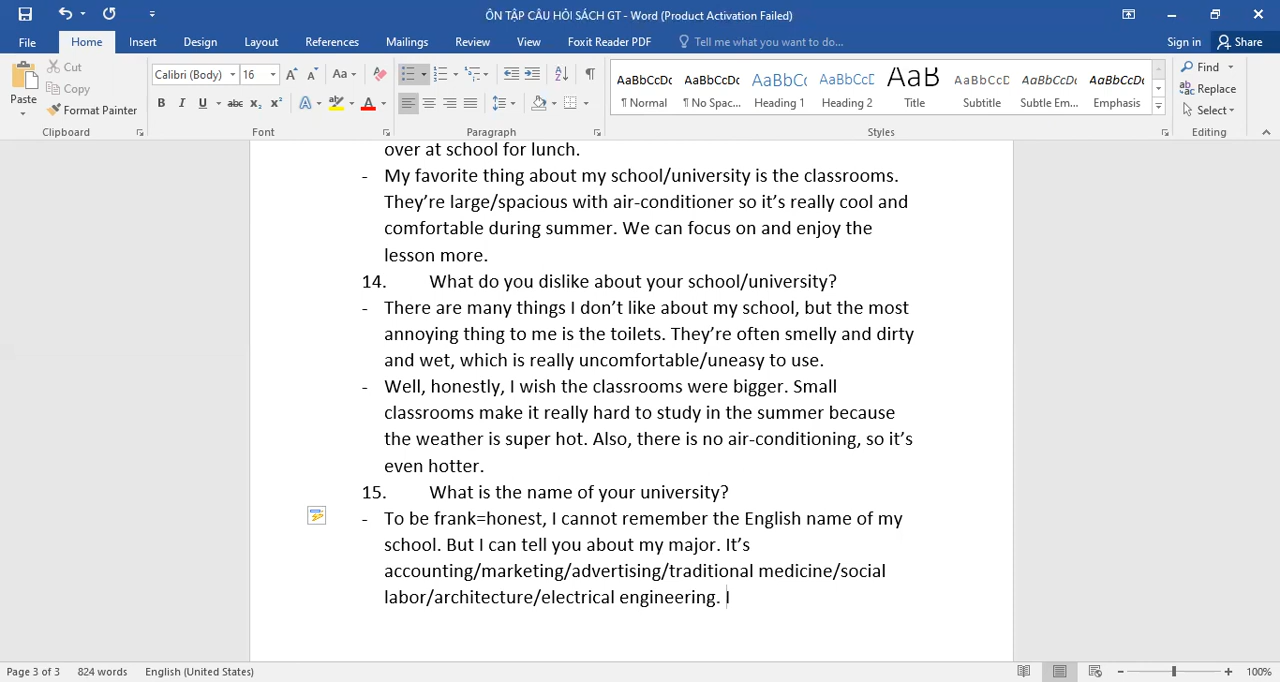 ÔN TẬP CÂU HỎI SÁCH GT - Word (Product Activation Failed)
File Home Insert Design Layout References Mailings Review View Foxit Reader PDF Tell me what you want to do... Sign in Share
Paste Cut Copy Format Painter
Calibri (Body) 16
AaBbCcDc AaBbCcDc AaBbCc AaBbCcD AaB AaBbCcD AaBbCcDc AaBbCcDc
¶ Normal ¶ No Spac... Heading 1 Heading 2 Title Subtitle Subtle Em... Emphasis
Find Replace Select
Clipboard Font Paragraph Styles Editing
over at school for lunch.
- My favorite thing about my school/university is the classrooms.
They’re large/spacious with air-conditioner so it’s really cool and
comfortable during summer. We can focus on and enjoy the
lesson more.
14. What do you dislike about your school/university?
- There are many things I don’t like about my school, but the most
annoying thing to me is the toilets. They’re often smelly and dirty
and wet, which is really uncomfortable/uneasy to use.
- Well, honestly, I wish the classrooms were bigger. Small
classrooms make it really hard to study in the summer because
the weather is super hot. Also, there is no air-conditioning, so it’s
even hotter.
15. What is the name of your university?
- To be frank=honest, I cannot remember the English name of my
school. But I can tell you about my major. It’s
accounting/marketing/advertising/traditional medicine/social
labor/architecture/electrical engineering. I
Page 3 of 3 824 words English (United States) 100%